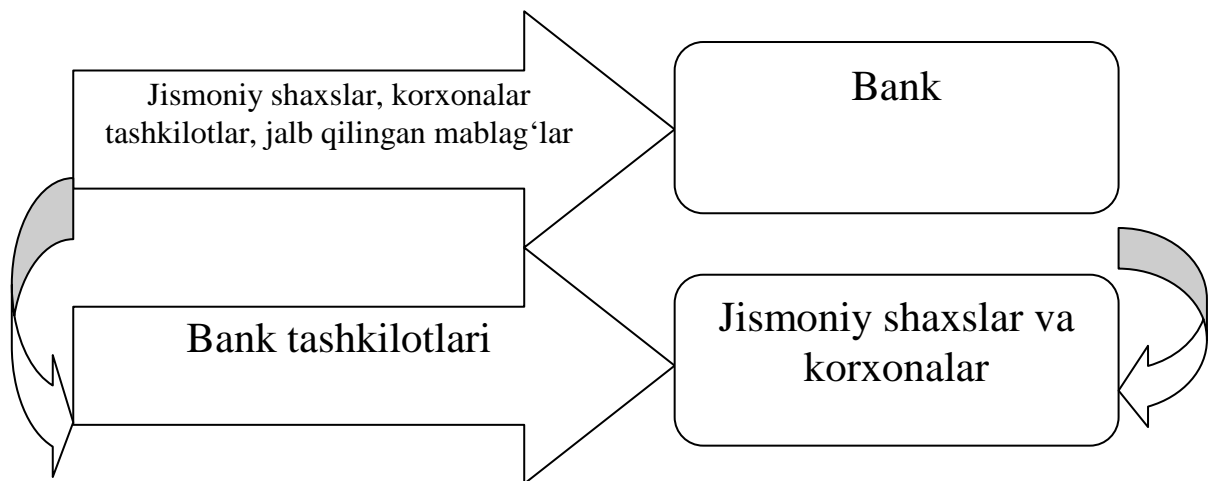 Jismoniy shaxslar, korxonalar
tashkilotlar, jalb qilingan mablag‘lar
Bank
Bank tashkilotlari
Jismoniy shaxslar va
korxonalar